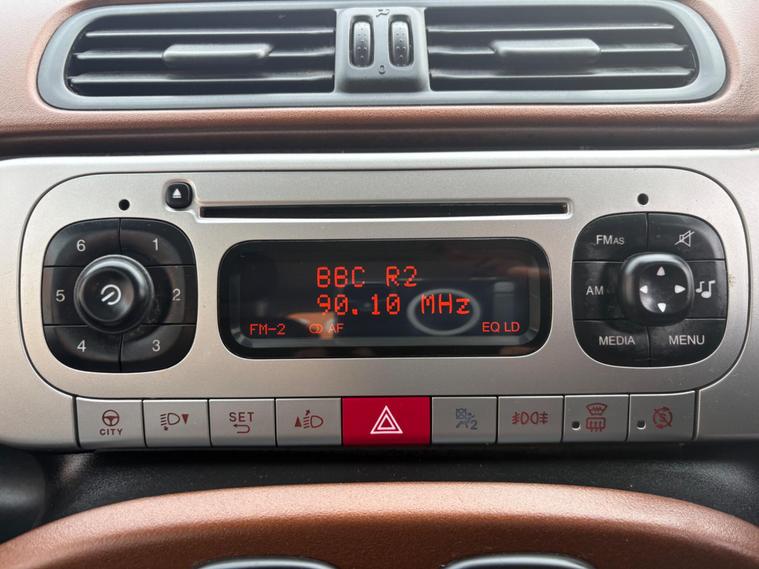 6 1
5 2
4 3
BBC R2
90.10 MHz
FM-2 AF EQ LD
FMAS
AM
MEDIA MENU
CITY
SET
2